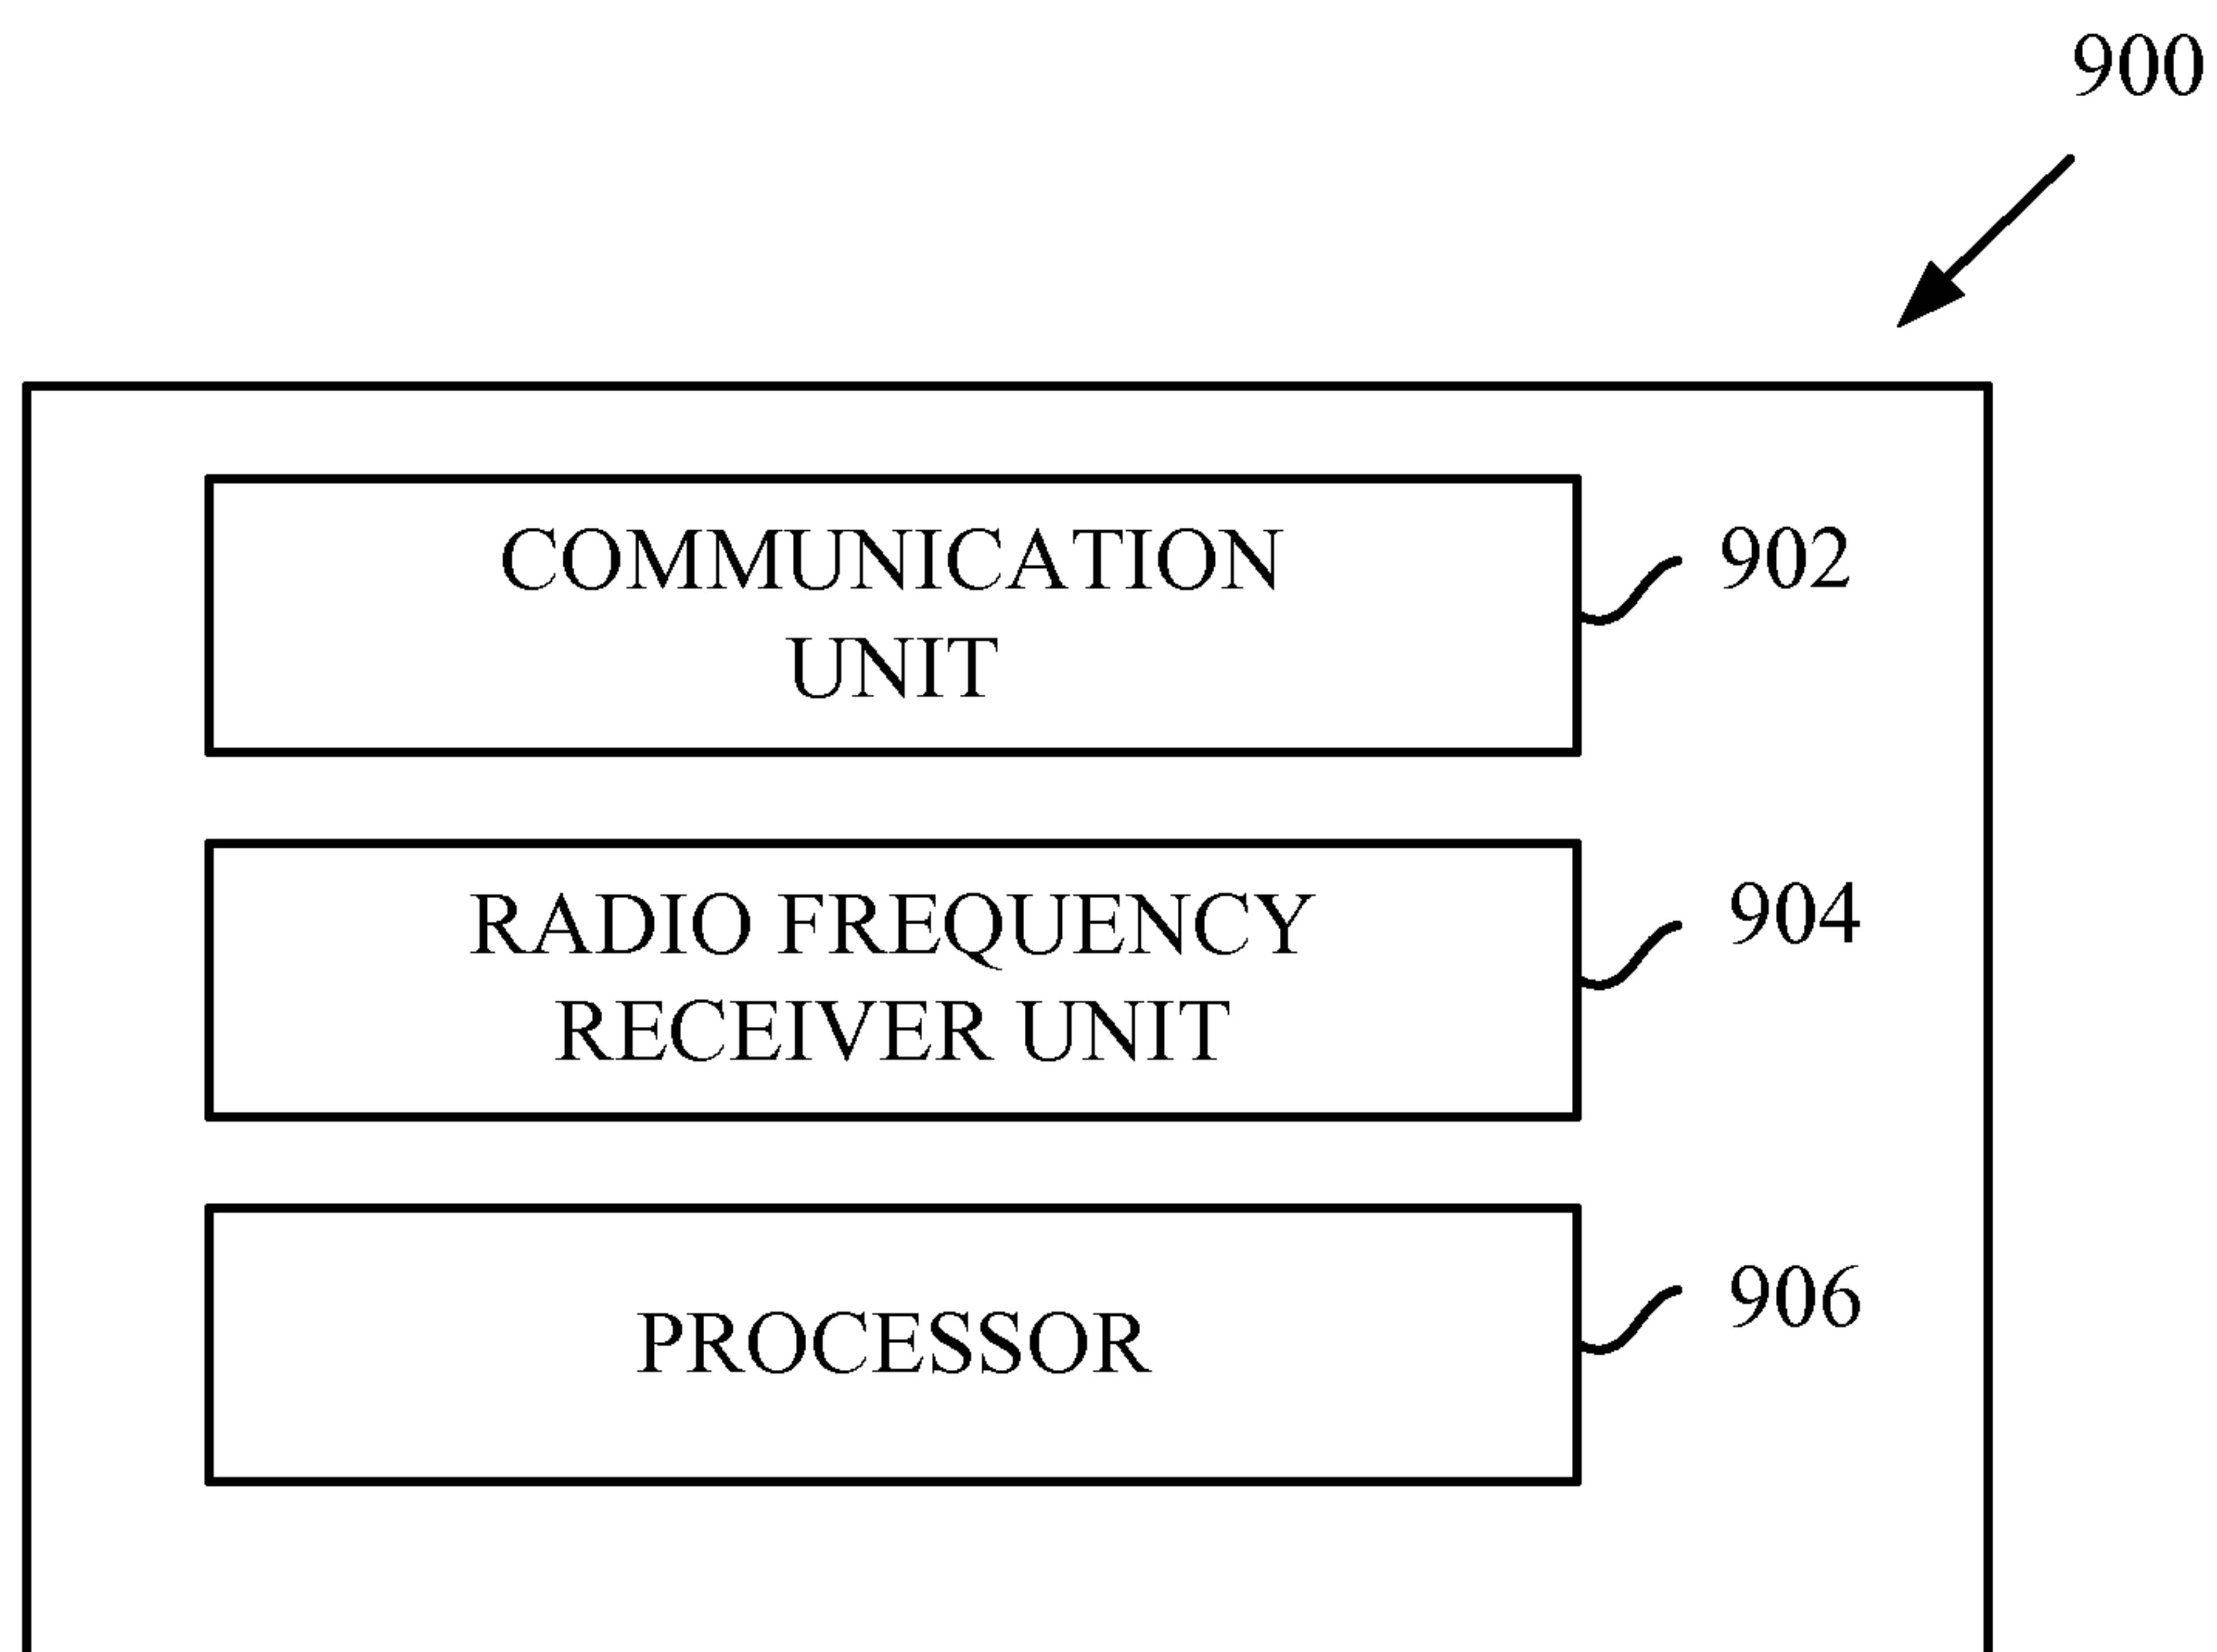 900
COMMUNICATION
UNIT
902
RADIO FREQUENCY
RECEIVER UNIT
904
PROCESSOR
906